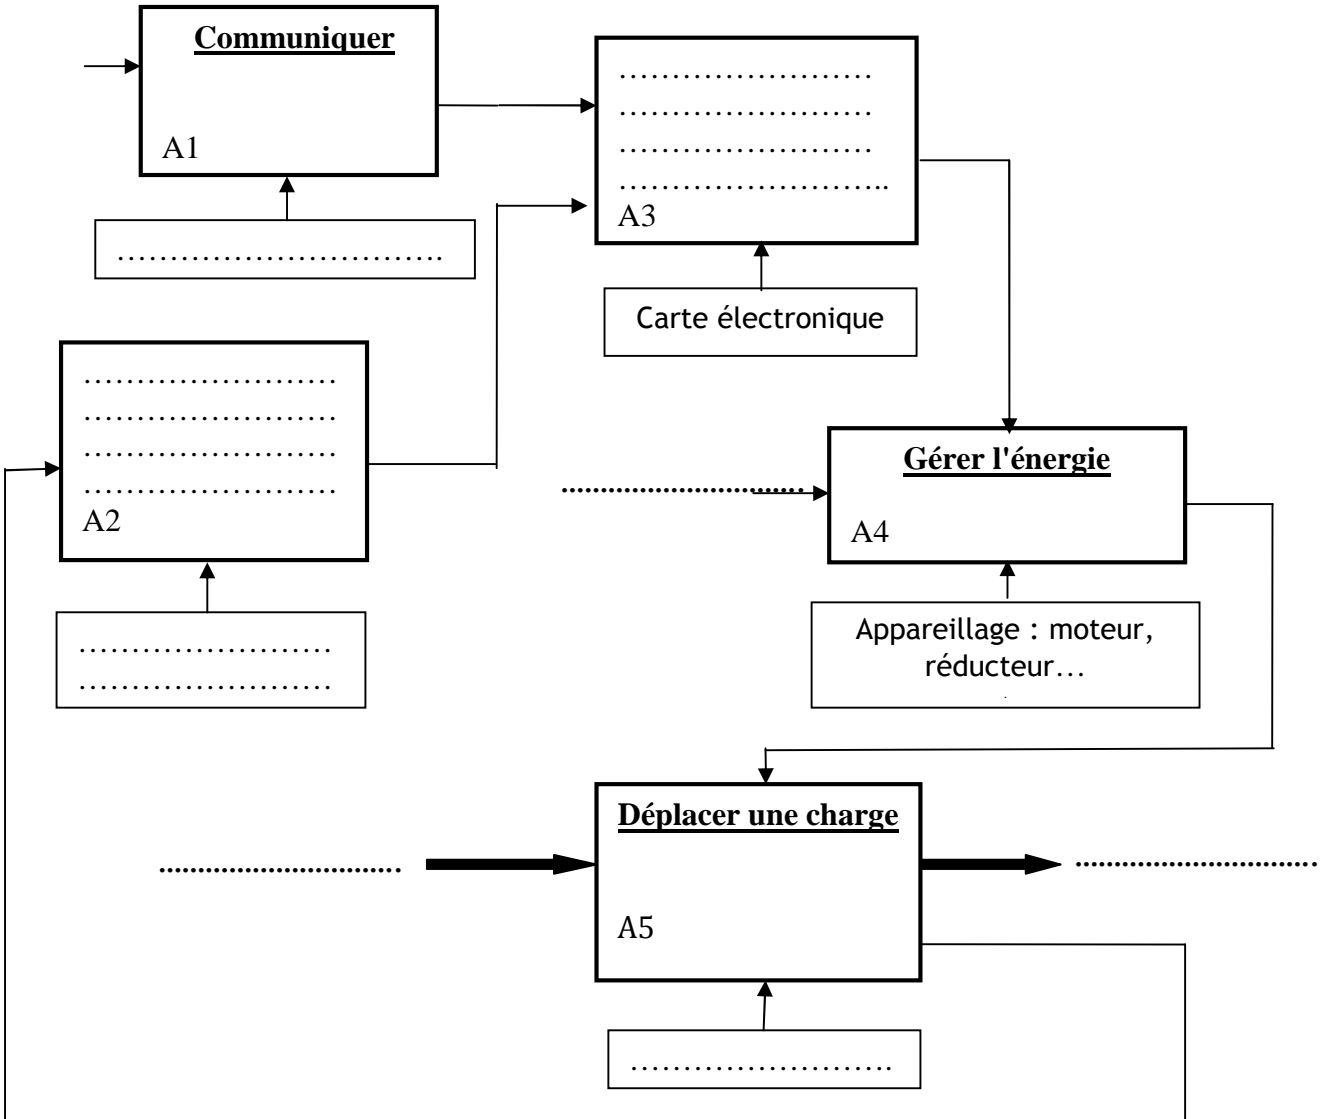 Communiquer
A1
……………………………
……………………
……………………
……………………
……………………..
A3
Carte électronique
……………………
……………………
……………………
……………………
A2
……………………
……………………
..........................
Gérer l'énergie
A4
Appareillage : moteur,
réducteur…
.
Déplacer une charge
..........................
..........................
A5
…………………….